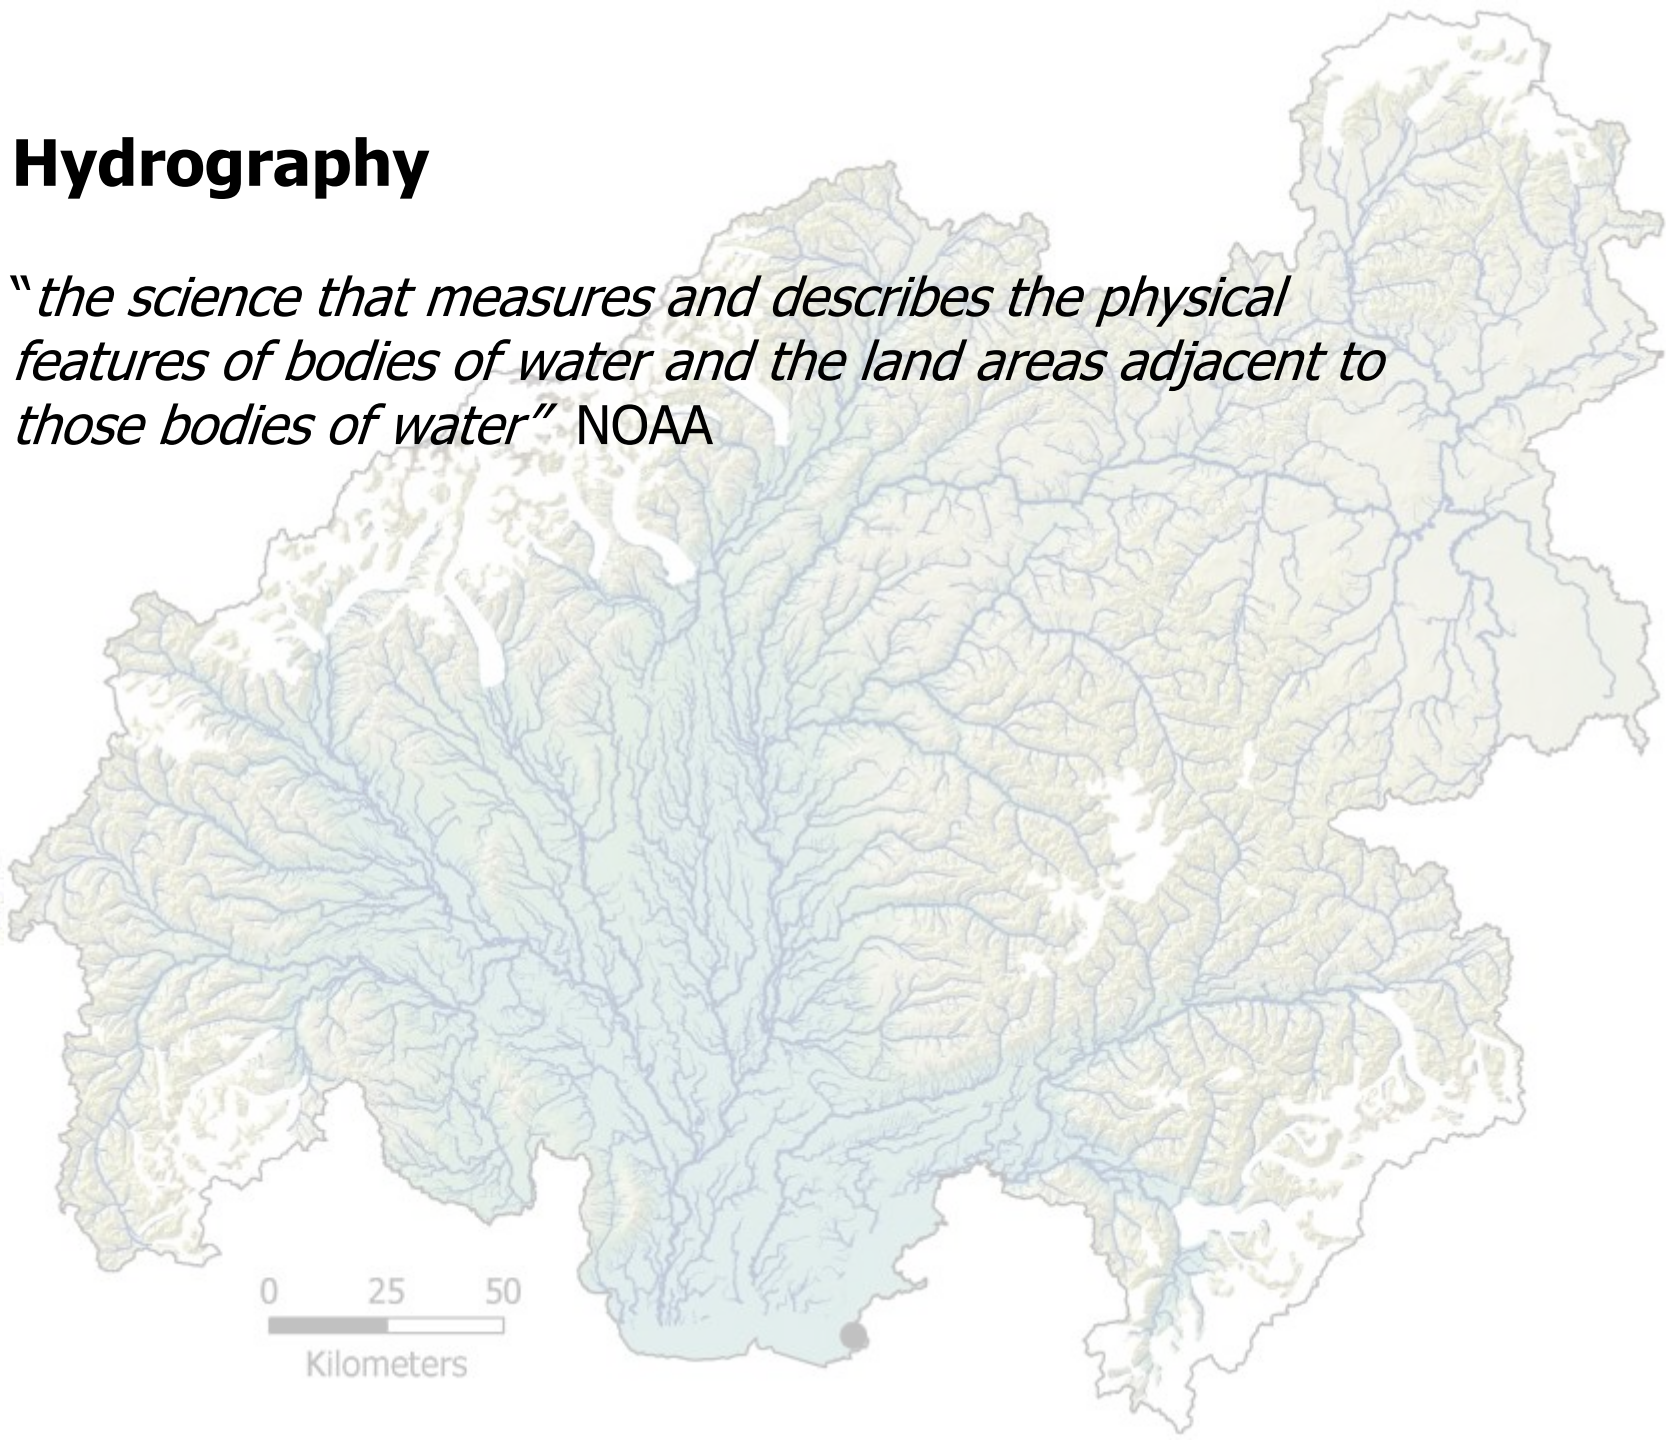 Hydrography
“the science that measures and describes the physical
features of bodies of water and the land areas adjacent to
those bodies of water” NOAA
0 25 50
Kilometers